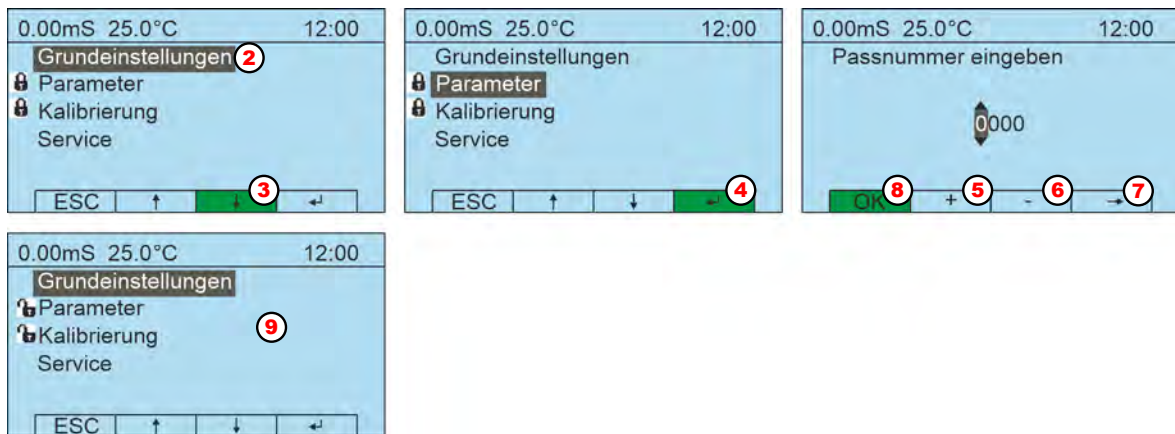 0.00mS 25.0°C 12:00
Grundeinstellungen 2
Parameter
Kalibrierung
Service
3
ESC ↑ ↓ ↵
0.00mS 25.0°C 12:00
Grundeinstellungen
Parameter
Kalibrierung
Service
4
ESC ↑ ↓ ↵
0.00mS 25.0°C 12:00
Passnummer eingeben
0000
OK 8 + 5 - 6 → 7
0.00mS 25.0°C 12:00
Grundeinstellungen
Parameter
Kalibrierung 9
Service
ESC ↑ ↓ ↵